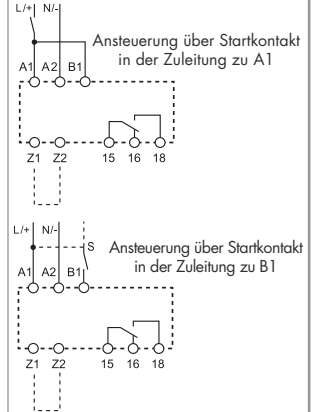 L/+ N/-
Ansteuerung über Startkontakt
in der Zuleitung zu A1
A1 A2 B1
Z1 Z2 15 16 18
L/+ N/-
S
Ansteuerung über Startkontakt
in der Zuleitung zu B1
A1 A2 B1
Z1 Z2 15 16 18